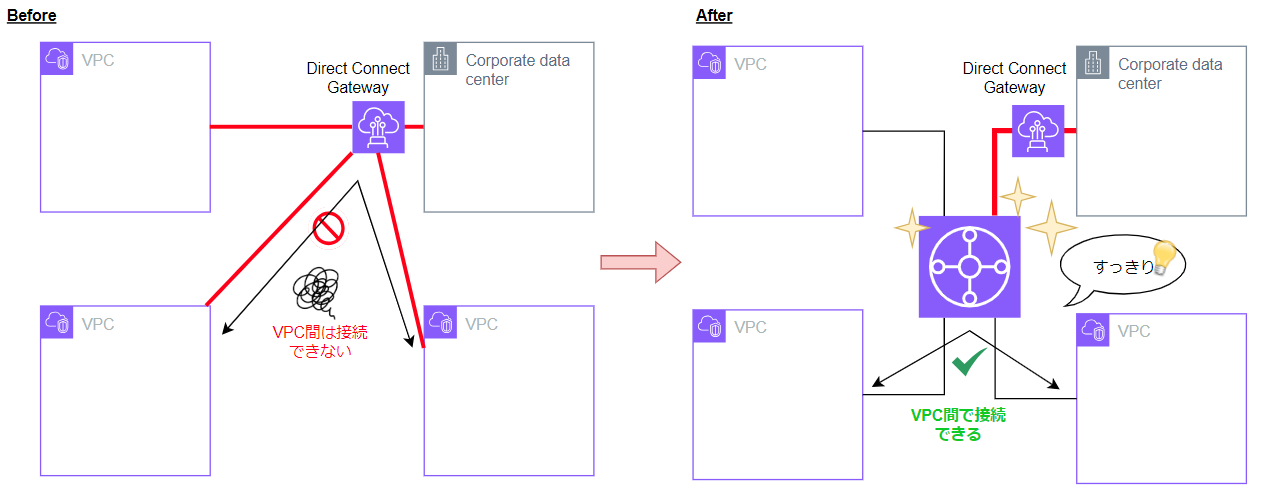 Before
VPC
Direct Connect
Gateway
Corporate data
center
VPC
VPC間は接続
できない
VPC
After
VPC
Direct Connect
Gateway
Corporate data
center
すっきり
VPC
VPC間で接続
できる
VPC